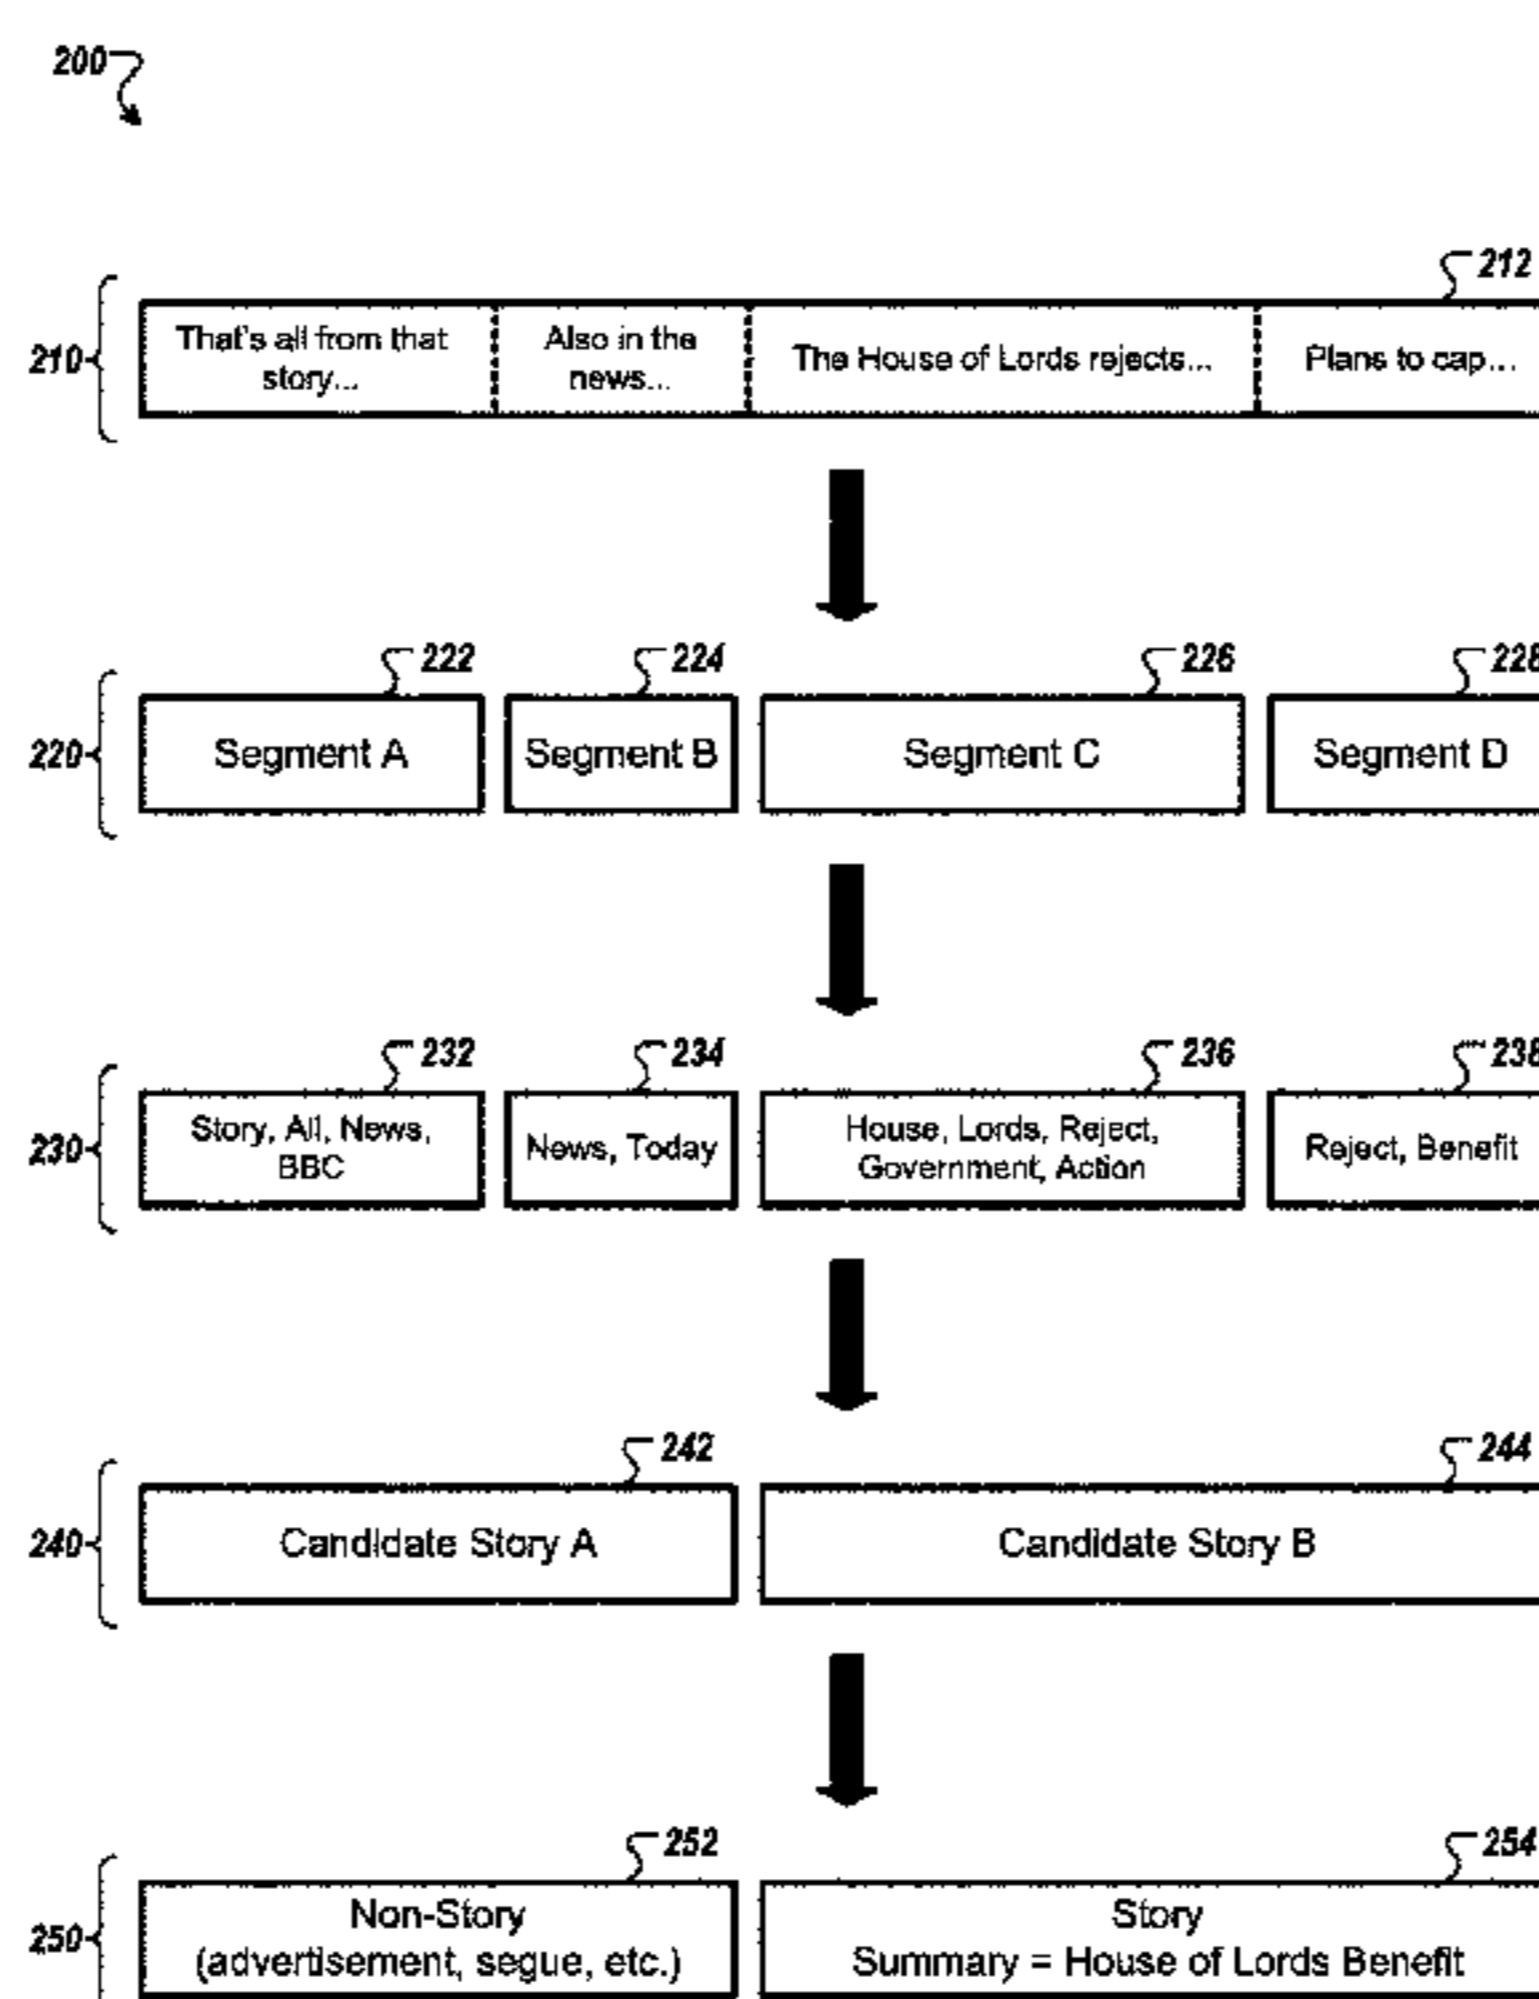 200
212
210
That's all from that
story...
Also in the
news...
The House of Lords rejects...
Plans to cap...
222
224
226
228
220
Segment A
Segment B
Segment C
Segment D
232
234
236
238
230
Story, All, News,
BBC
News, Today
House, Lords, Reject,
Government, Action
Reject, Benefit
242
244
240
Candidate Story A
Candidate Story B
252
254
250
Non-Story
(advertisement, segue, etc.)
Story
Summary = House of Lords Benefit